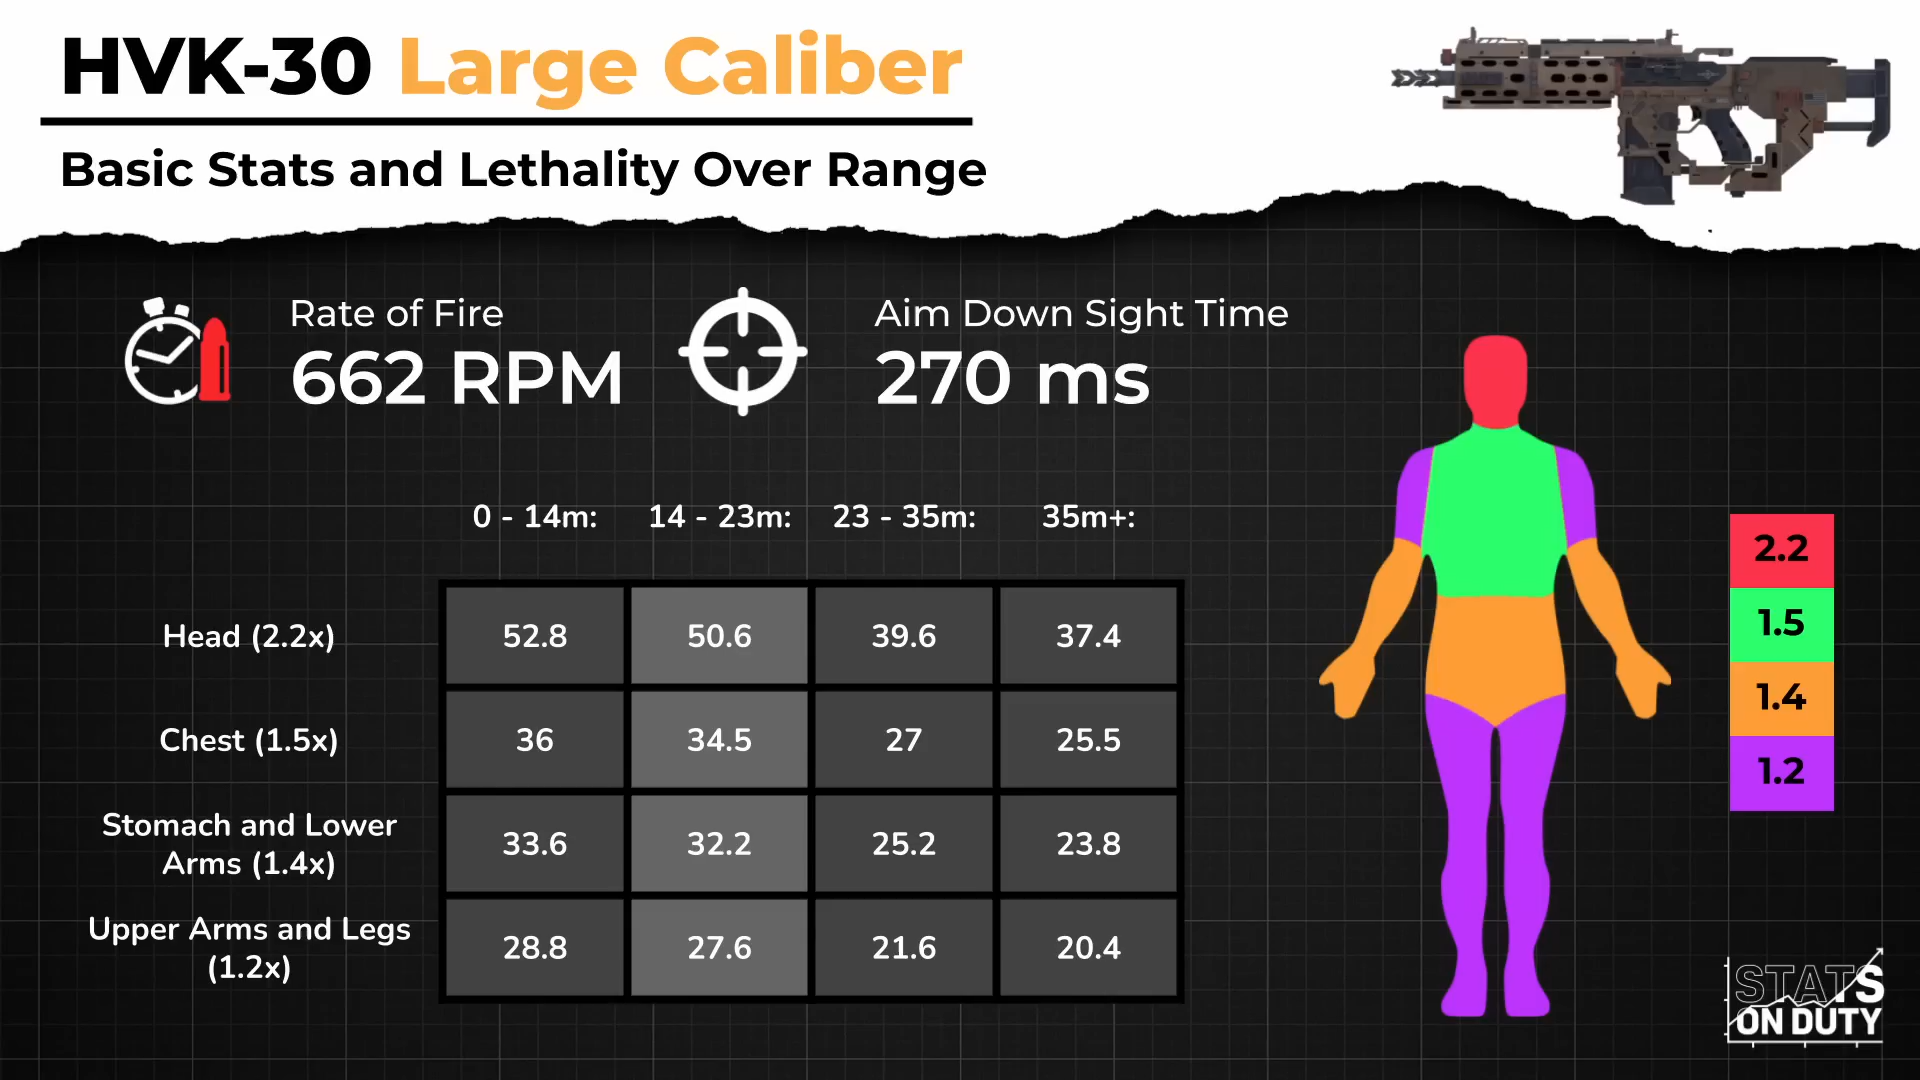 HVK-30 Large Caliber
Basic Stats and Lethality Over Range
Rate of Fire
662 RPM
Aim Down Sight Time
270 ms
0 - 14m: 14 - 23m: 23 - 35m: 35m+:
Head (2.2x) 52.8 50.6 39.6 37.4
Chest (1.5x) 36 34.5 27 25.5
Stomach and Lower
Arms (1.4x) 33.6 32.2 25.2 23.8
Upper Arms and Legs
(1.2x) 28.8 27.6 21.6 20.4
2.2
1.5
1.4
1.2
STATS
ON DUTY